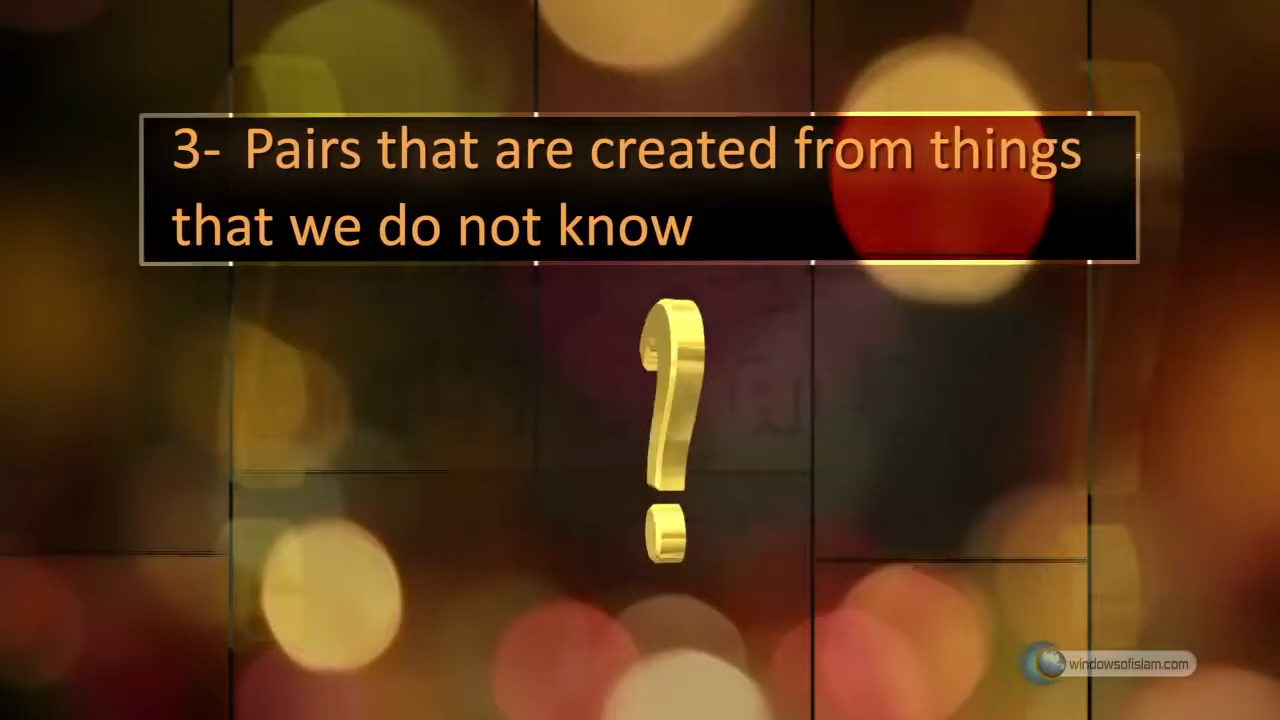 3- Pairs that are created from things
that we do not know
?
windowsofislam.com